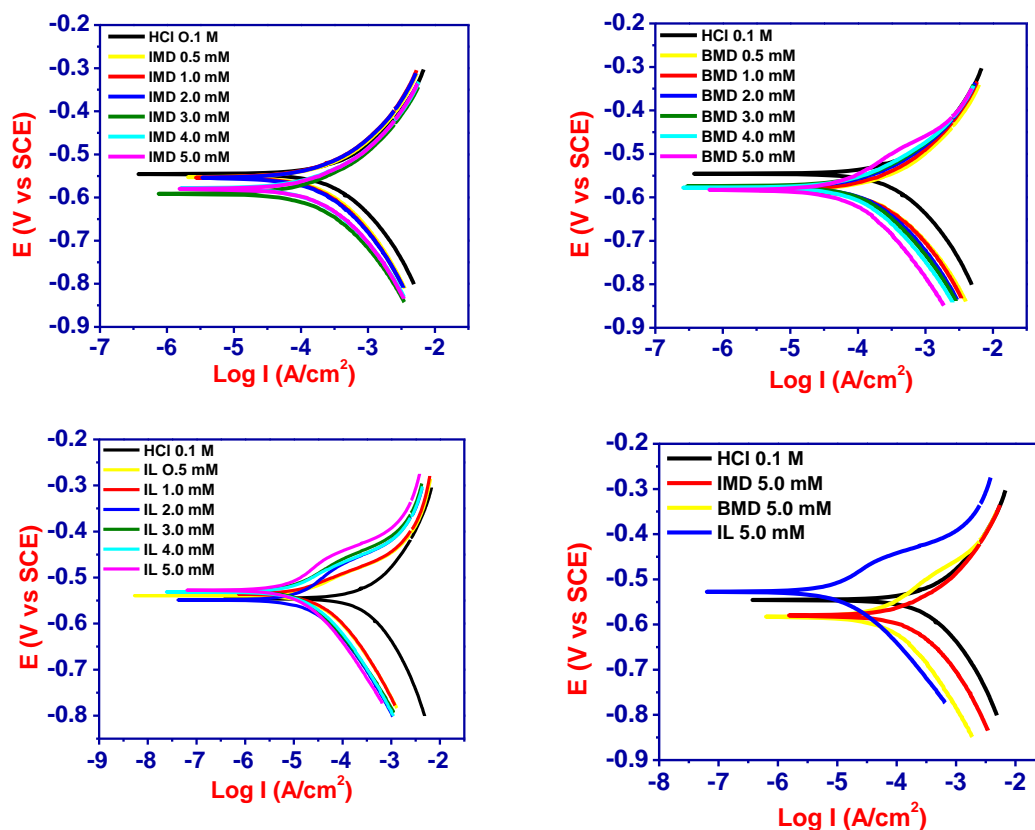 -0.2
-0.3
-0.4
-0.5
-0.6
-0.7
-0.8
-0.9
E (V vs SCE)
HCl O.1 M
IMD 0.5 mM
IMD 1.0 mM
IMD 2.0 mM
IMD 3.0 mM
IMD 4.0 mM
IMD 5.0 mM
-7 -6 -5 -4 -3 -2
Log I (A/cm²)
-0.2
-0.3
-0.4
-0.5
-0.6
-0.7
-0.8
-0.9
E (V vs SCE)
HCl 0.1 M
BMD 0.5 mM
BMD 1.0 mM
BMD 2.0 mM
BMD 3.0 mM
BMD 4.0 mM
BMD 5.0 mM
-7 -6 -5 -4 -3 -2 -1
Log I (A/cm²)
-0.2
-0.3
-0.4
-0.5
-0.6
-0.7
-0.8
E (V vs SCE)
HCl 0.1 M
IL O.5 mM
IL 1.0 mM
IL 2.0 mM
IL 3.0 mM
IL 4.0 mM
IL 5.0 mM
-9 -8 -7 -6 -5 -4 -3 -2
Log I (A/cm²)
-0.2
-0.3
-0.4
-0.5
-0.6
-0.7
-0.8
-0.9
E (V vs SCE)
HCl 0.1 M
IMD 5.0 mM
BMD 5.0 mM
IL 5.0 mM
-8 -7 -6 -5 -4 -3 -2
Log I (A/cm²)